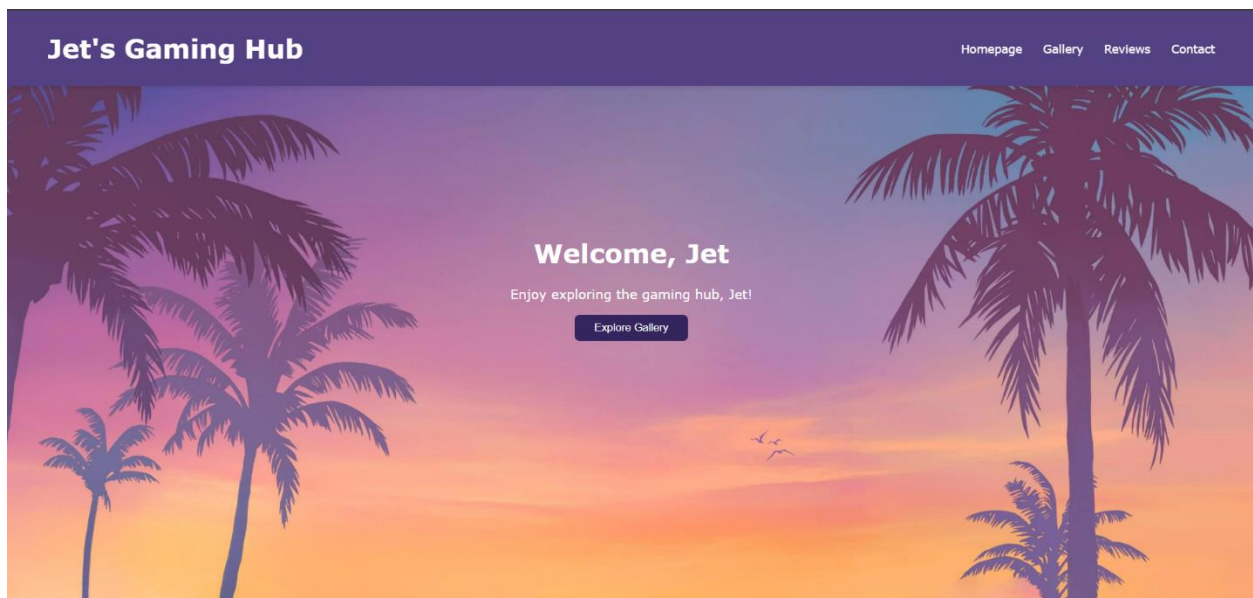 Jet's Gaming Hub
Homepage Gallery Reviews Contact
Welcome, Jet
Enjoy exploring the gaming hub, Jet!
Explore Gallery